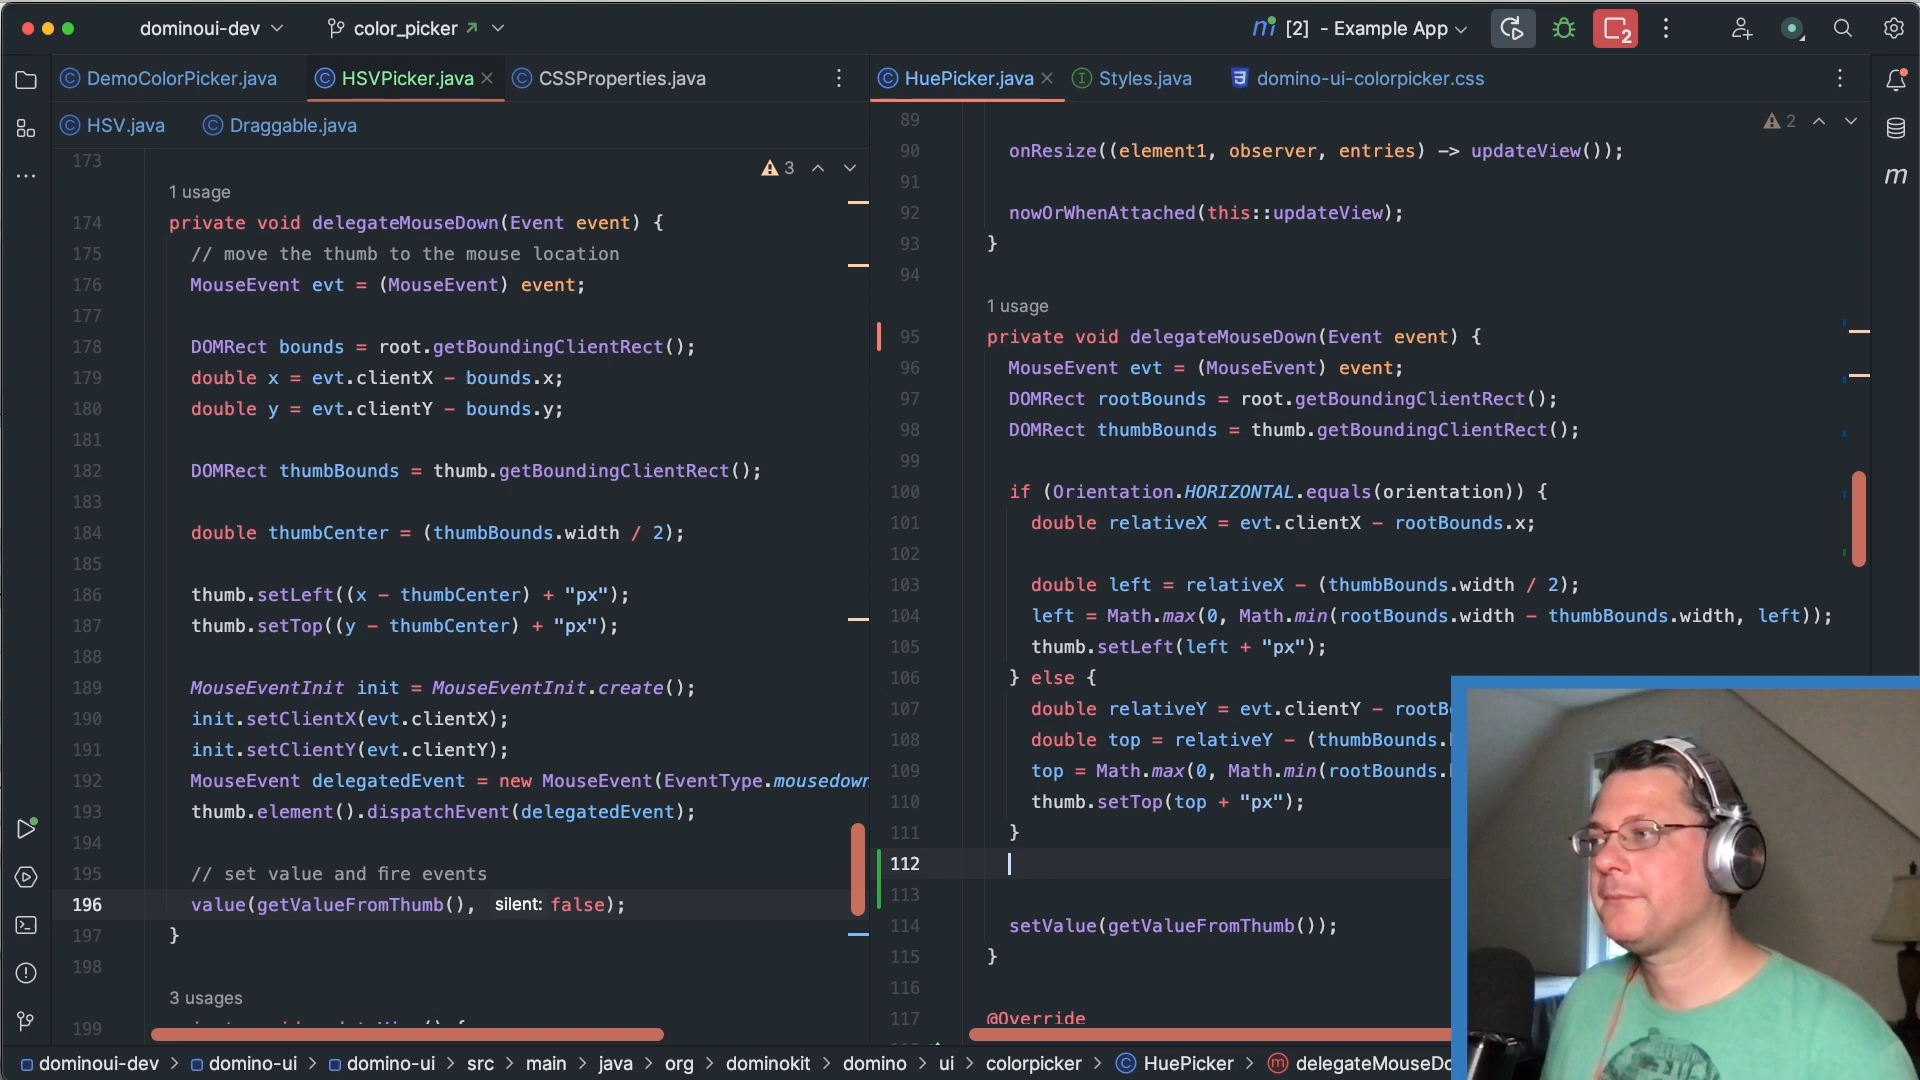 dominoui-dev
color_picker
[2] - Example App
2
DemoColorPicker.java
HSVPicker.java
CSSProperties.java
HSV.java
Draggable.java
173
3
1 usage
174 private void delegateMouseDown(Event event) {
175 // move the thumb to the mouse location
176 MouseEvent evt = (MouseEvent) event;
177
178 DOMRect bounds = root.getBoundingClientRect();
179 double x = evt.clientX - bounds.x;
180 double y = evt.clientY - bounds.y;
181
182 DOMRect thumbBounds = thumb.getBoundingClientRect();
183
184 double thumbCenter = (thumbBounds.width / 2);
185
186 thumb.setLeft((x - thumbCenter) + "px");
187 thumb.setTop((y - thumbCenter) + "px");
188
189 MouseEventInit init = MouseEventInit.create();
190 init.setClientX(evt.clientX);
191 init.setClientY(evt.clientY);
192 MouseEvent delegatedEvent = new MouseEvent(EventType.mousedown
193 thumb.element().dispatchEvent(delegatedEvent);
194
195 // set value and fire events
196 value(getValueFromThumb(), silent: false);
197 }
198
3 usages
199
HuePicker.java
Styles.java
domino-ui-colorpicker.css
89
2
90 onResize((element1, observer, entries) -> updateView());
91
92 nowOrWhenAttached(this::updateView);
93 }
94
1 usage
95 private void delegateMouseDown(Event event) {
96 MouseEvent evt = (MouseEvent) event;
97 DOMRect rootBounds = root.getBoundingClientRect();
98 DOMRect thumbBounds = thumb.getBoundingClientRect();
99
100 if (Orientation.HORIZONTAL.equals(orientation)) {
101 double relativeX = evt.clientX - rootBounds.x;
102
103 double left = relativeX - (thumbBounds.width / 2);
104 left = Math.max(0, Math.min(rootBounds.width - thumbBounds.width, left));
105 thumb.setLeft(left + "px");
106 } else {
107 double relativeY = evt.clientY - rootB
108 double top = relativeY - (thumbBounds.
109 top = Math.max(0, Math.min(rootBounds.
110 thumb.setTop(top + "px");
111 }
112
113
114 setValue(getValueFromThumb());
115 }
116
117 @Override
m
dominoui-dev > domino-ui > domino-ui > src > main > java > org > dominokit > domino > ui > colorpicker > HuePicker > delegateMouseDo